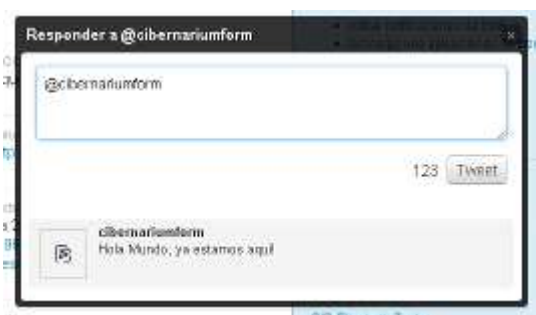 Responder a @cibernariumform
×
@cibernariumform
123 Tweet
cibernariumform
Hola Mundo, ya estamos aquí!